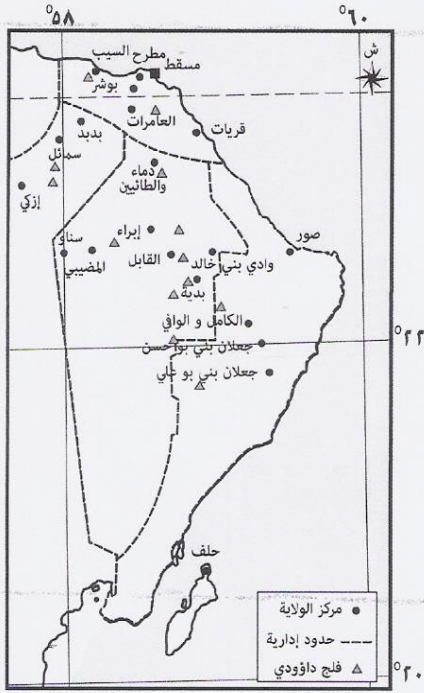 ٥٨°
٦٠°
ش
مطرح السيب
مسقط
بوشر
العامرات
قريات
بدبد
سمائل
دماء
والطائيين
إزكي
إبراء
سناو
المضيبي
القابل
وادي بني خالد
صور
بدية
الكامل و الوافي
٢٢°
جعلان بني بو حسن
جعلان بني بو علي
حلف
مركز الولاية
حدود إدارية
فلج داؤودي
٢٠°